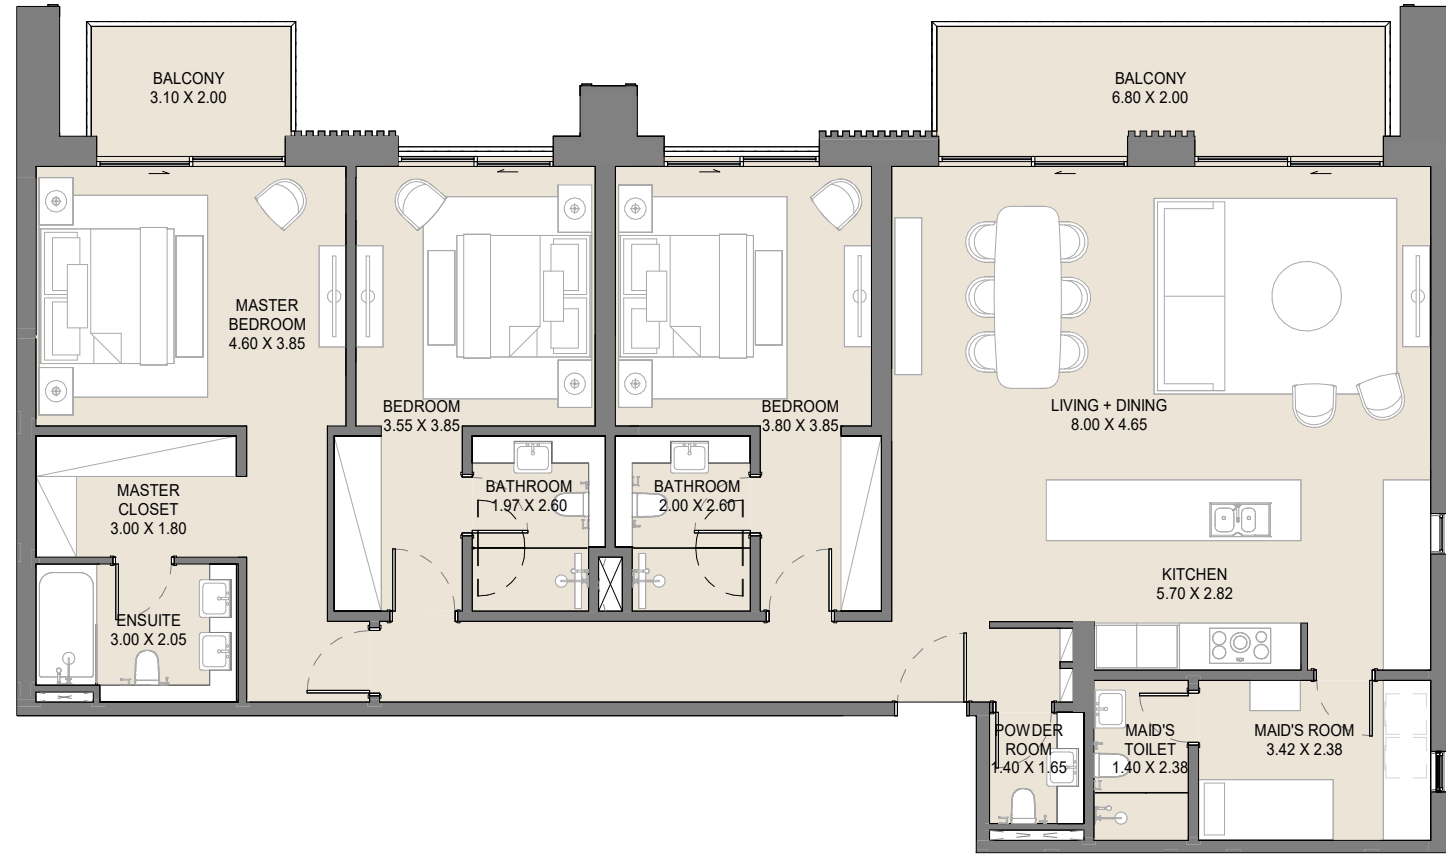 BALCONY
3.10 X 2.00
BALCONY
6.80 X 2.00
MASTER
BEDROOM
4.60 X 3.85
BEDROOM
3.55 X 3.85
BEDROOM
3.80 X 3.85
LIVING + DINING
8.00 X 4.65
MASTER
CLOSET
3.00 X 1.80
BATHROOM
1.97 X 2.60
BATHROOM
2.00 X 2.60
KITCHEN
5.70 X 2.82
ENSUITE
3.00 X 2.05
POWDER
ROOM
1.40 X 1.65
MAID'S
TOILET
1.40 X 2.38
MAID'S ROOM
3.42 X 2.38